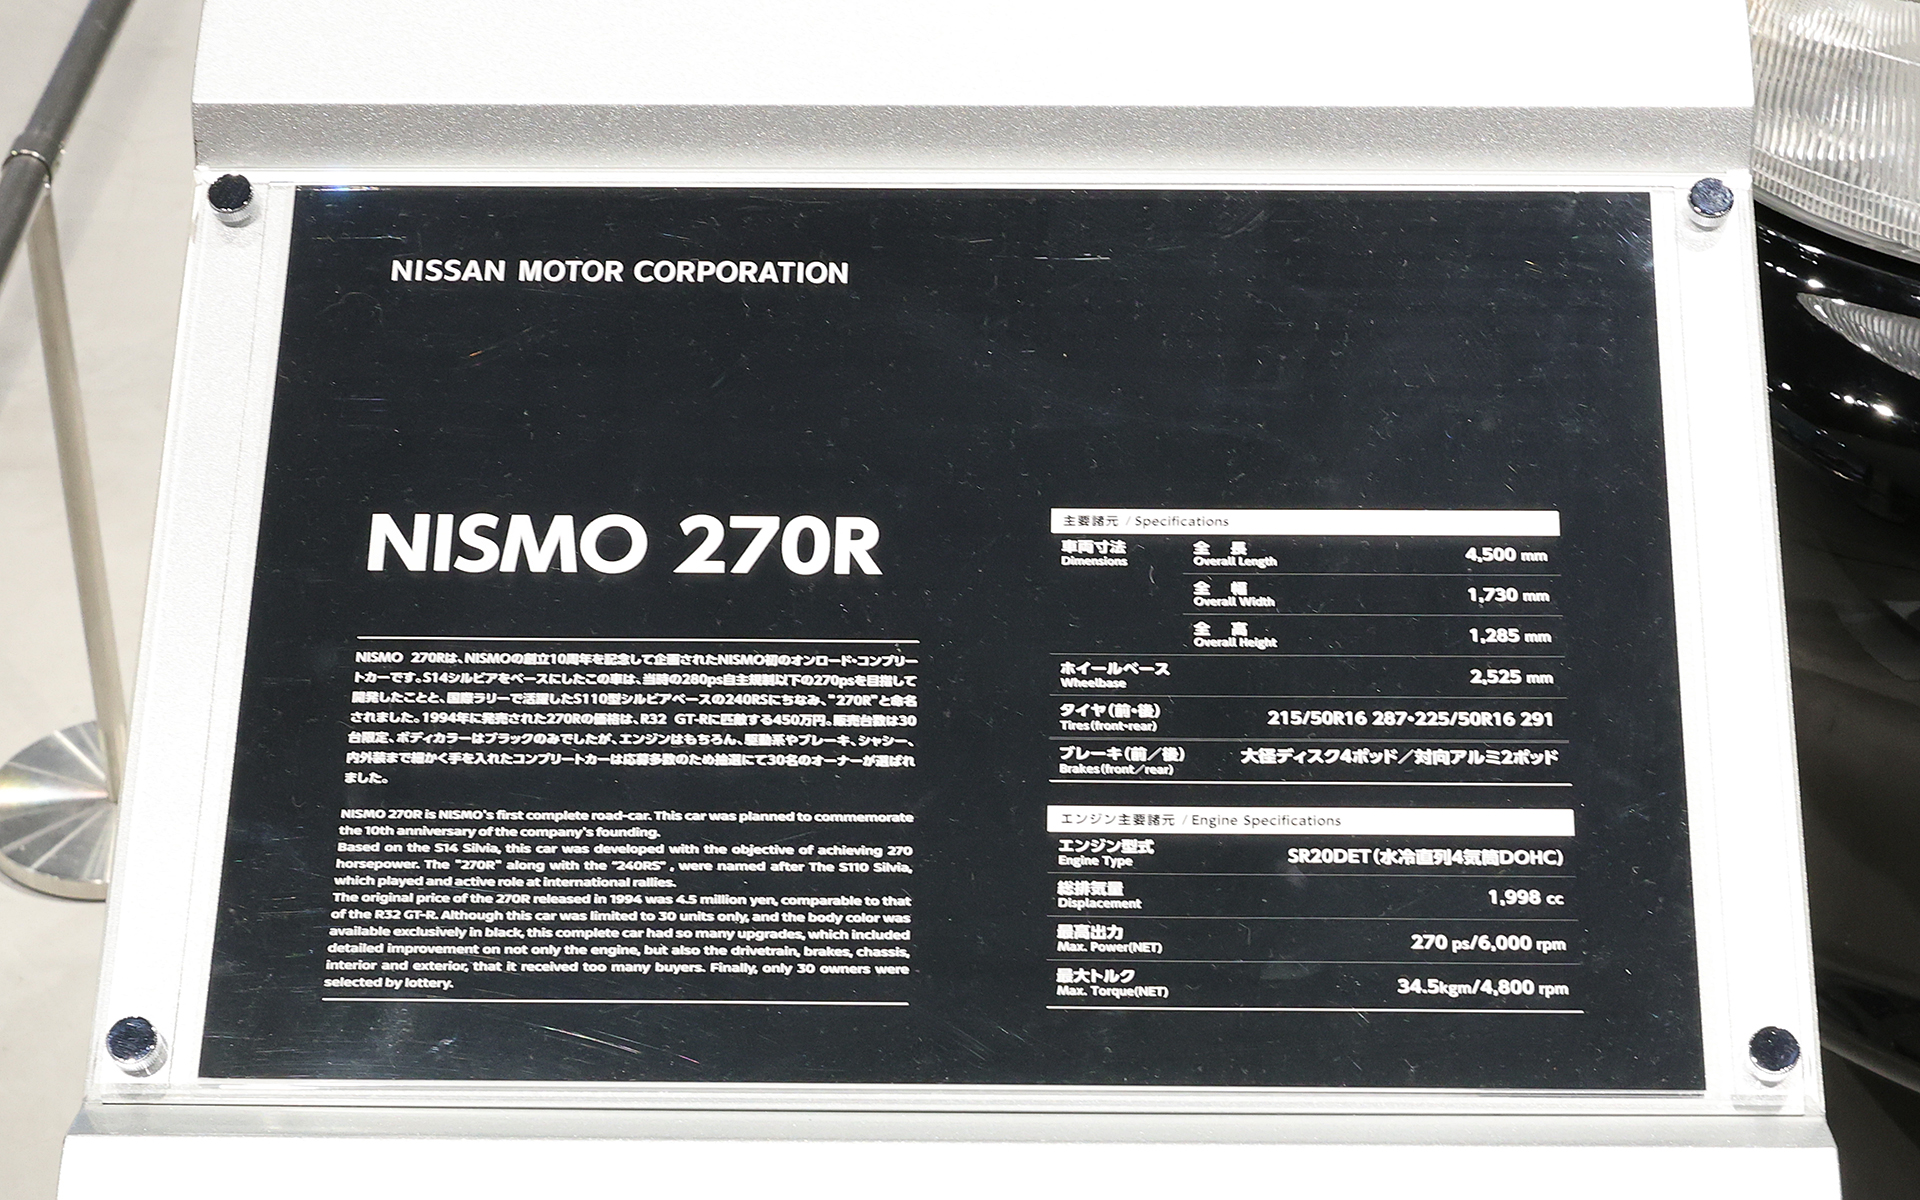 NISSAN MOTOR CORPORATION
NISMO 270R
NISMO 270Rは、NISMOの創立10周年を記念して企画されたNISMO初のオンロード・コンプリー
トカーです。S14シルビアをベースにしたこの車は、当時の280ps自主規制以下の270psを目指して
開発したことと、国際ラリーで活躍したS110型シルビアベースの240RSにちなみ、“270R”と命名
されました。1994年に発売された270Rの価格は、R32 GT-Rに匹敵する450万円。販売台数は30
台限定、ボディカラーはブラックのみでしたが、エンジンはもちろん、駆動系やブレーキ、シャシー、
内外装まで細かく手を入れたコンプリートカーは応募多数のため抽選にて30名のオーナーが選ばれ
ました。
NISMO 270R is NISMO's first complete road-car. This car was planned to commemorate
the 10th anniversary of the company's founding.
Based on the S14 Silvia, this car was developed with the objective of achieving 270
horsepower. The "270R" along with the "240RS" , were named after The S110 Silvia,
which played and active role at international rallies.
The original price of the 270R released in 1994 was 4.5 million yen, comparable to that
of the R32 GT-R. Although this car was limited to 30 units only, and the body color was
available exclusively in black, this complete car had so many upgrades, which included
detailed improvement on not only the engine, but also the drivetrain, brakes, chassis,
interior and exterior, that it received too many buyers. Finally, only 30 owners were
selected by lottery.
主要諸元 / Specifications
車両寸法 全 長 4,500 mm
Dimensions Overall Length
全 幅 1,730 mm
Overall Width
全 高 1,285 mm
Overall Height
ホイールベース 2,525 mm
Wheelbase
タイヤ(前・後) 215/50R16 287・225/50R16 291
Tires(front・rear)
ブレーキ(前／後) 大径ディスク4ポッド／対向アルミ2ポッド
Brakes(front／rear)
エンジン主要諸元 / Engine Specifications
エンジン型式 SR20DET(水冷直列4気筒DOHC)
Engine Type
総排気量 1,998 cc
Displacement
最高出力 270 ps/6,000 rpm
Max. Power(NET)
最大トルク 34.5kgm/4,800 rpm
Max. Torque(NET)